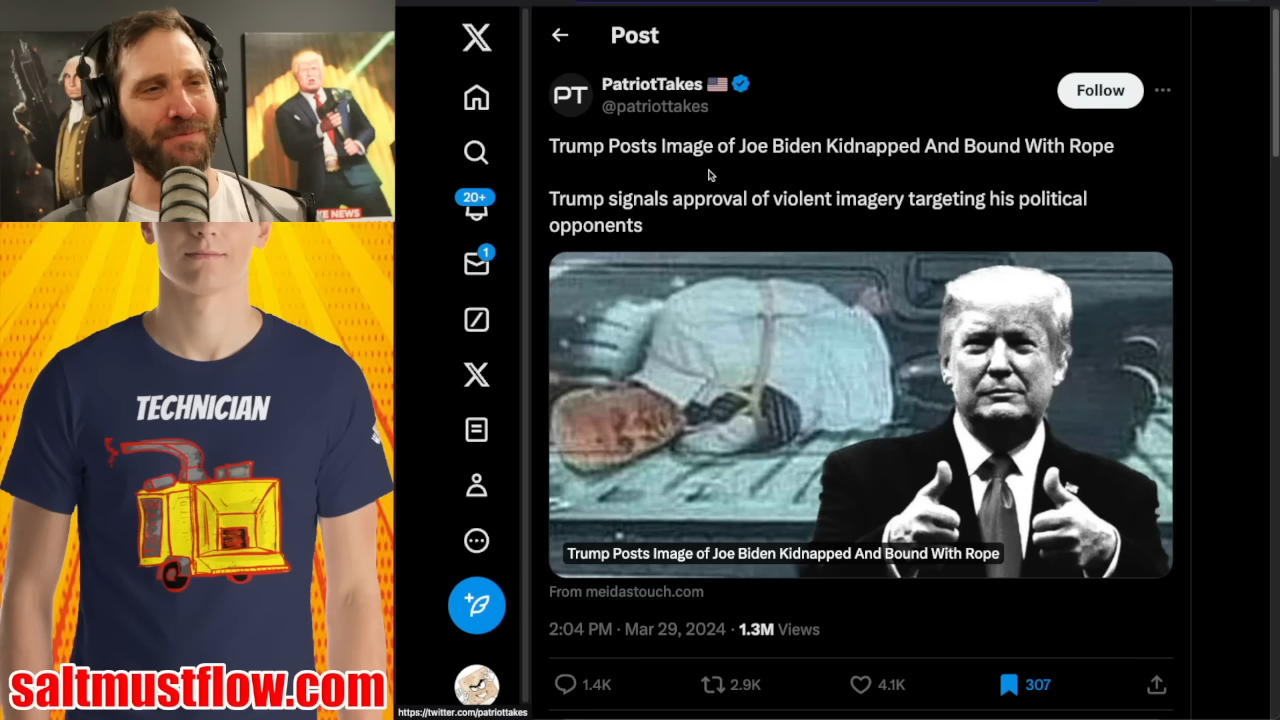 KE NEWS
TECHNICIAN
saltmustflow.com
20+
1
https://twitter.com/patriottakes
Post
PT
PatriotTakes
@patriottakes
Follow
Trump Posts Image of Joe Biden Kidnapped And Bound With Rope
Trump signals approval of violent imagery targeting his political
opponents
Trump Posts Image of Joe Biden Kidnapped And Bound With Rope
From meidastouch.com
2:04 PM · Mar 29, 2024 · 1.3M Views
1.4K
2.9K
4.1K
307